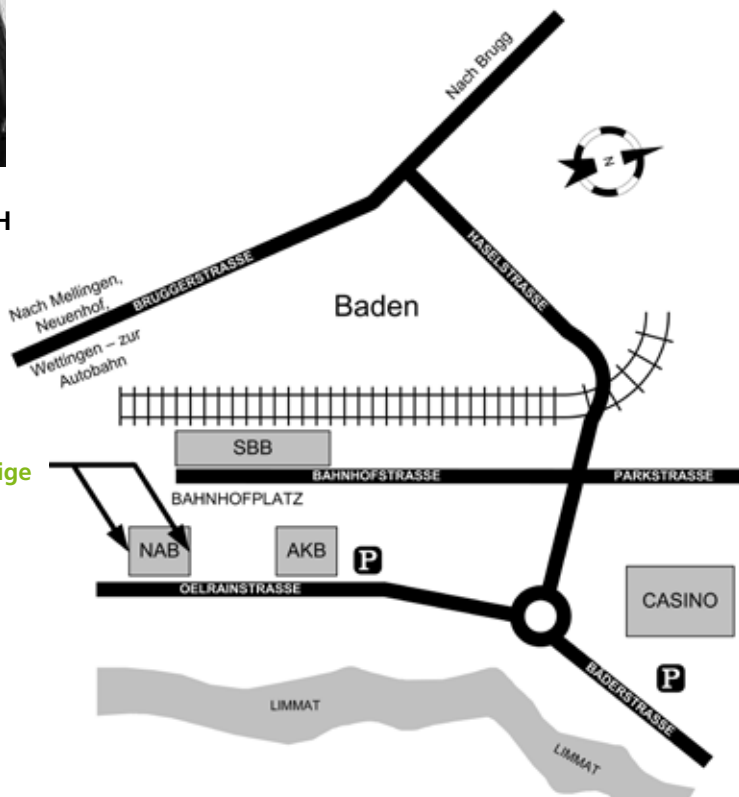 Nach Brugg
N
H
HASELSTRASSE
BRUGGERSTRASSE
Nach Mellingen,
Neuenhof,
Wettingen – zur
Autobahn
Baden
SBB
ige
BAHNHOFSTRASSE
PARKSTRASSE
BAHNHOFPLATZ
NAB
AKB
P
OELRAINSTRASSE
CASINO
P
BADERSTRASSE
LIMMAT
LIMMAT